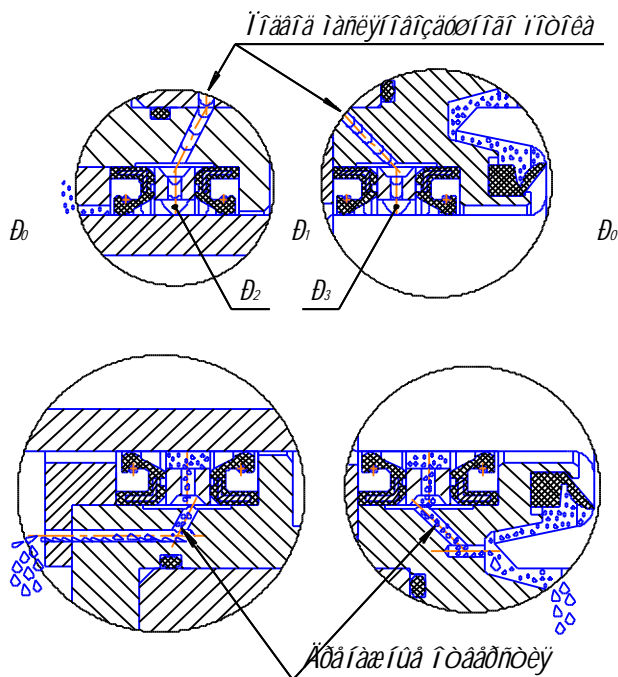 Ïîäâîä ìàñëÿíîâîçäóøíîãî ïîòîêà
Ð₀
Ð₁
Ð₀
Ð₂
Ð₃
Äðåíàæíûå îòâåðñòèÿ